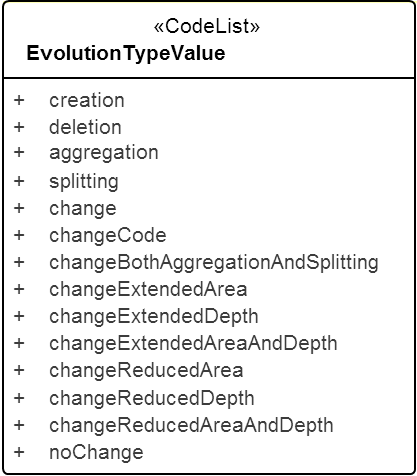 «CodeList»
EvolutionTypeValue
+ creation
+ deletion
+ aggregation
+ splitting
+ change
+ changeCode
+ changeBothAggregationAndSplitting
+ changeExtendedArea
+ changeExtendedDepth
+ changeExtendedAreaAndDepth
+ changeReducedArea
+ changeReducedDepth
+ changeReducedAreaAndDepth
+ noChange